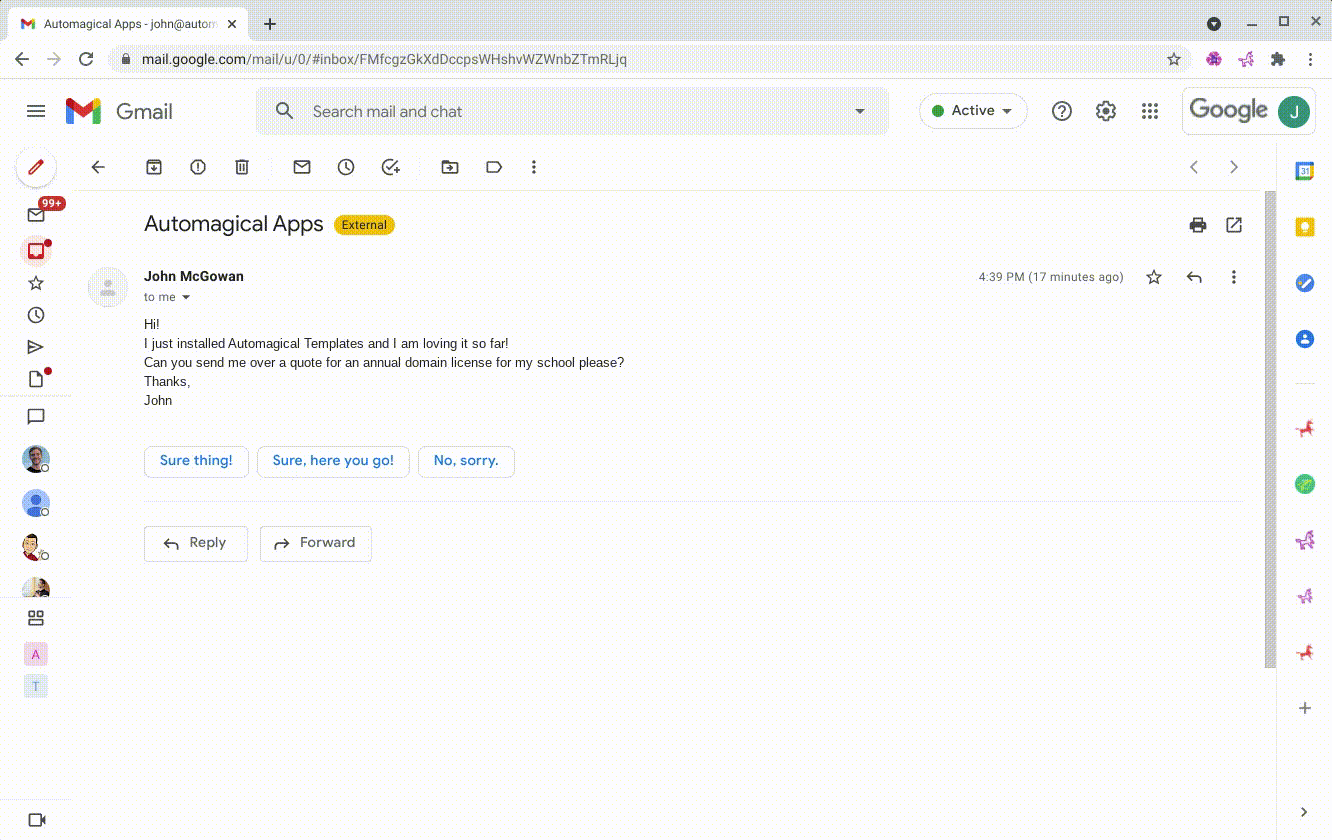 Automagical Apps - john@autom
mail.google.com/mail/u/0/#inbox/FMfcgzGkXdDccpsWHshvWZWnbZTmRLjq
Gmail
Search mail and chat
Active
Google
J
99+
31
Automagical Apps External
John McGowan
4:39 PM (17 minutes ago)
to me
Hi!
I just installed Automagical Templates and I am loving it so far!
Can you send me over a quote for an annual domain license for my school please?
Thanks,
John
Sure thing! Sure, here you go! No, sorry.
Reply Forward
A
T